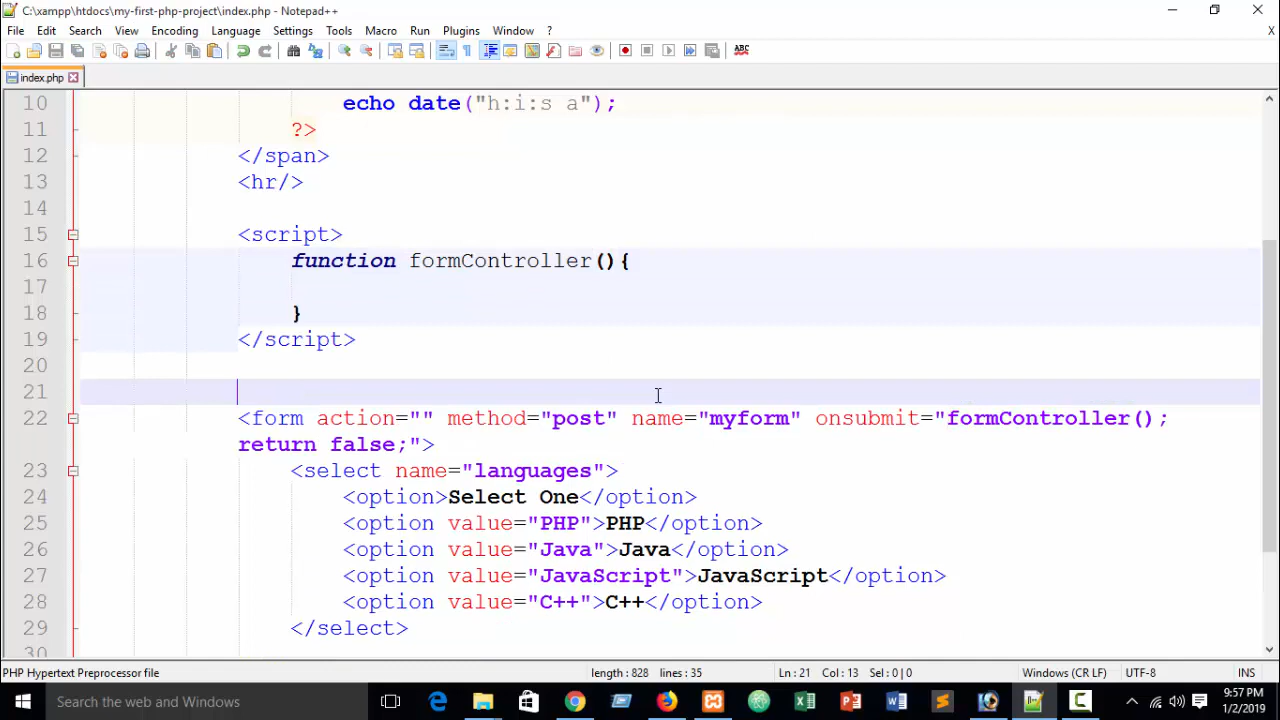 C:\xampp\htdocs\my-first-php-project\index.php - Notepad++
File Edit Search View Encoding Language Settings Tools Macro Run Plugins Window ? X
ABC
index.php
10 echo date("h:i:s a");
11 ?>
12 </span>
13 <hr/>
14
15 <script>
16 function formController(){
17
18 }
19 </script>
20
21
22 <form action="" method="post" name="myform" onsubmit="formController();
return false;">
23 <select name="languages">
24 <option>Select One</option>
25 <option value="PHP">PHP</option>
26 <option value="Java">Java</option>
27 <option value="JavaScript">JavaScript</option>
28 <option value="C++">C++</option>
29 </select>
30
PHP Hypertext Preprocessor file length : 828 lines : 35 Ln : 21 Col : 13 Sel : 0 | 0 Windows (CR LF) UTF-8 INS
Search the web and Windows
9:57 PM
1/2/2019